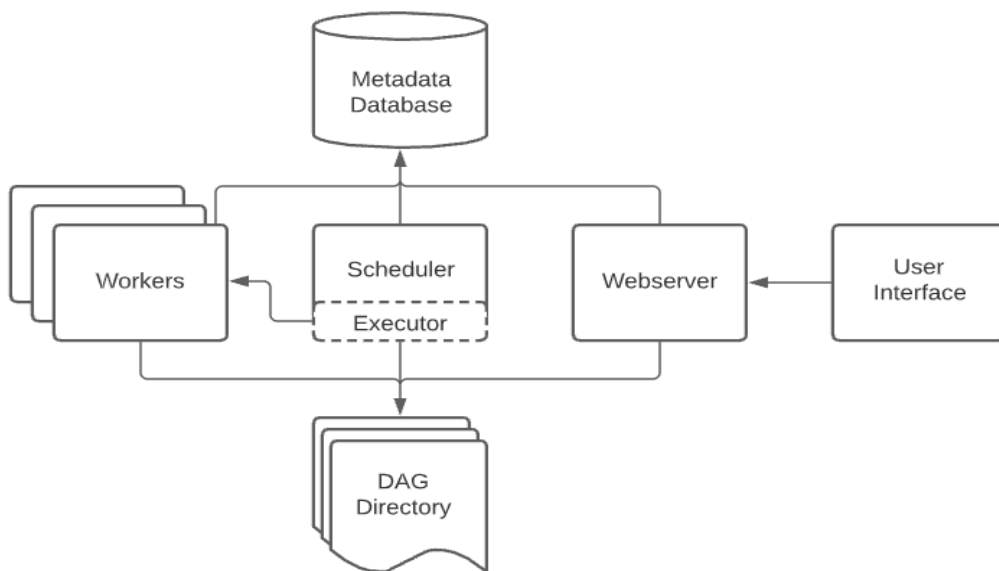 Metadata
Database
Workers
Scheduler
Executor
Webserver
User
Interface
DAG
Directory